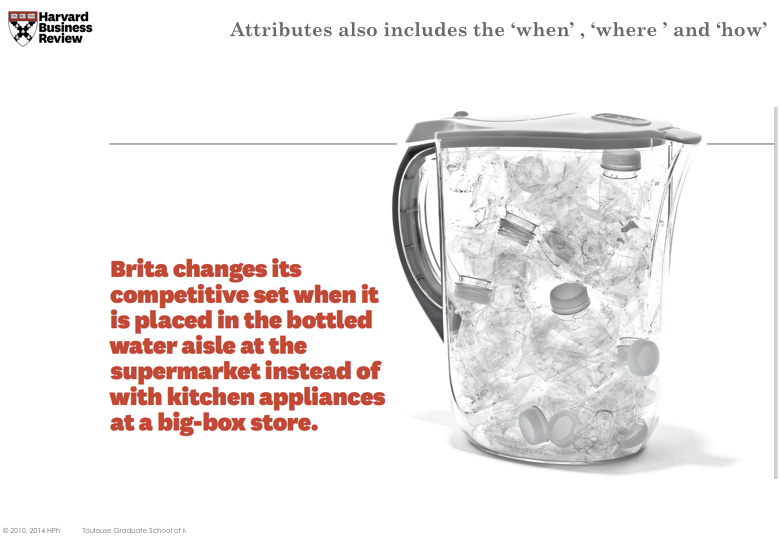 Harvard
Business
Review
Attributes also includes the ‘when’ , ‘where ’ and ‘how’
Brita changes its
competitive set when it
is placed in the bottled
water aisle at the
supermarket instead of
with kitchen appliances
at a big-box store.
© 2010, 2014 HPh Toulouse Graduate School of